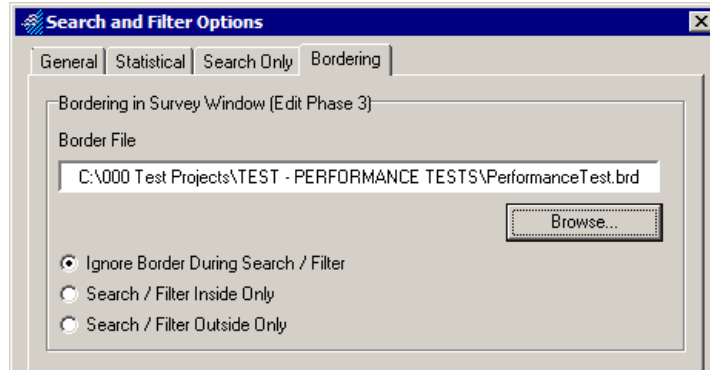 Search and Filter Options
General Statistical Search Only Bordering
Bordering in Survey Window (Edit Phase 3)
Border File
C:\000 Test Projects\TEST - PERFORMANCE TESTS\PerformanceTest.brd
Browse...
Ignore Border During Search / Filter
Search / Filter Inside Only
Search / Filter Outside Only